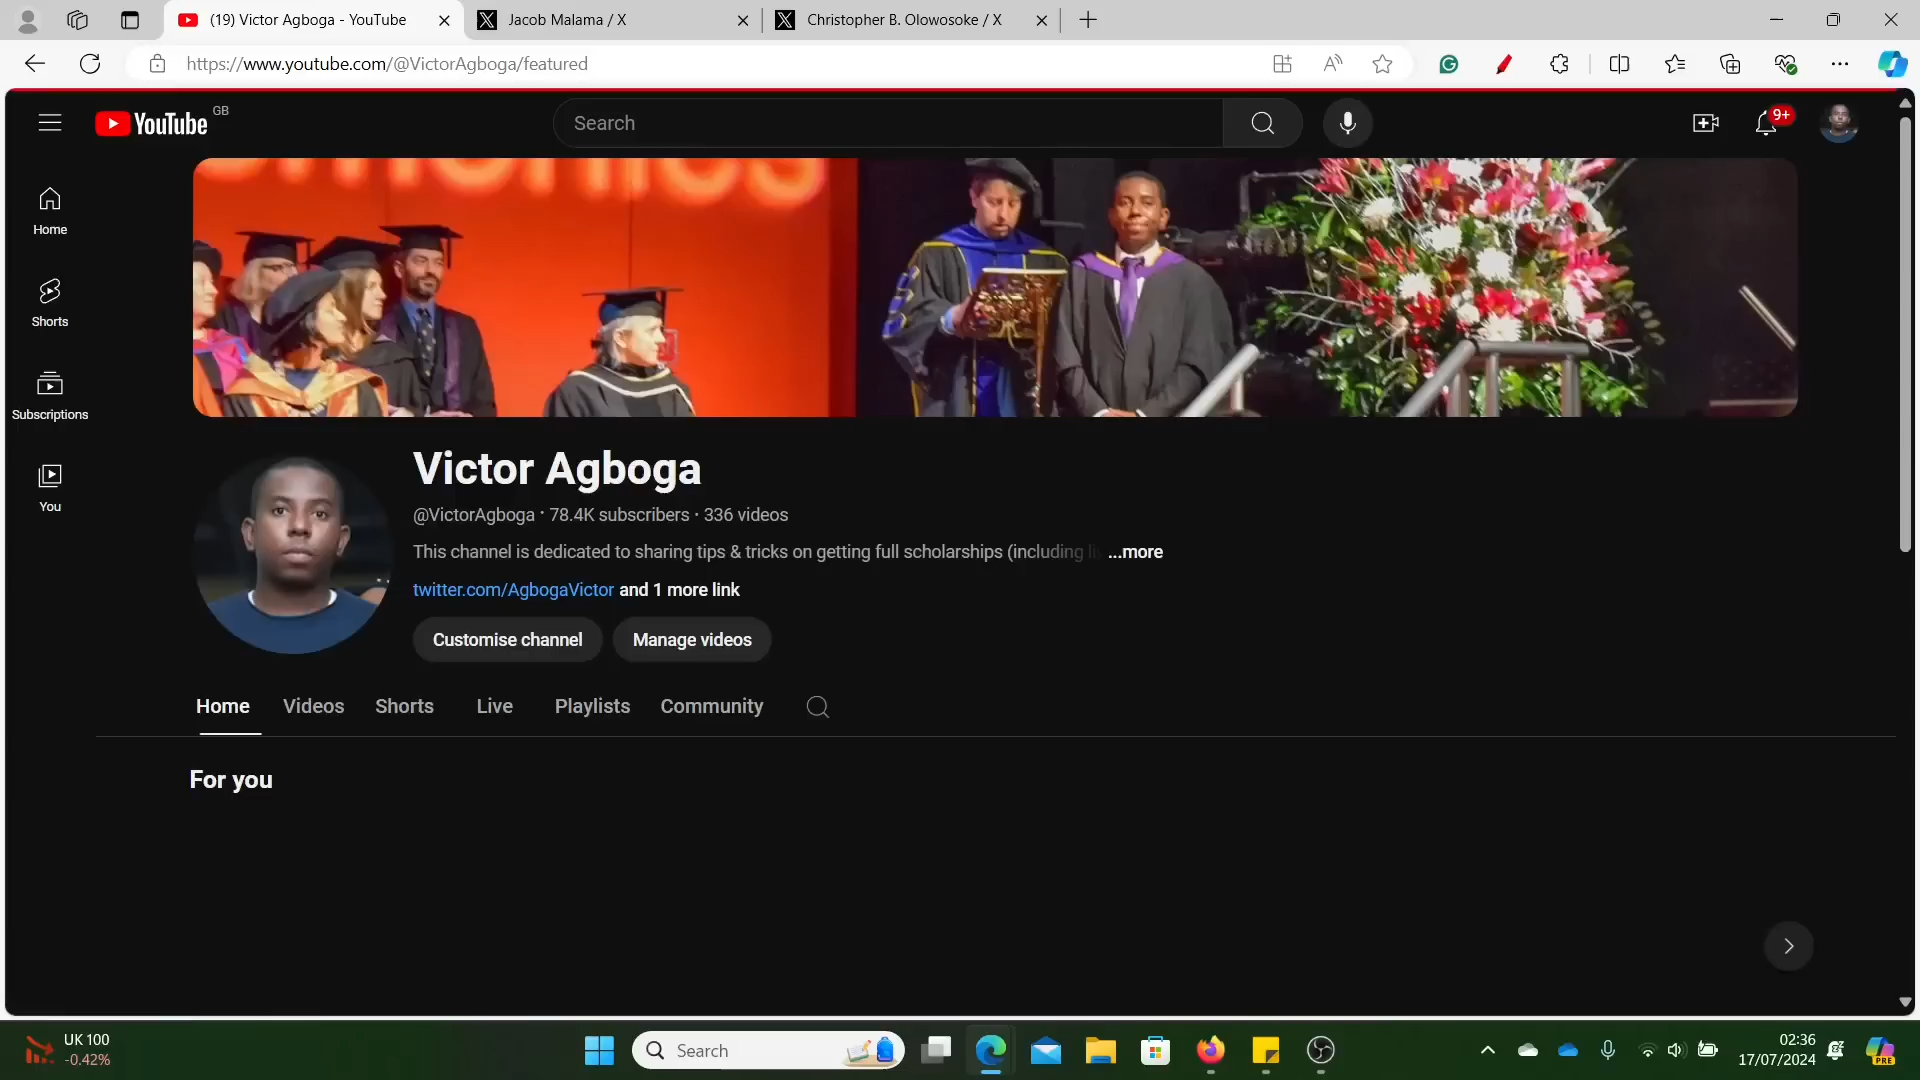 (19) Victor Agboga - YouTube
Jacob Malama / X
Christopher B. Olowosoke / X
https://www.youtube.com/@VictorAgboga/featured
YouTube GB
Search
9+
Home
Shorts
Subscriptions
You
Victor Agboga
@VictorAgboga · 78.4K subscribers · 336 videos
This channel is dedicated to sharing tips & tricks on getting full scholarships (including ...more
twitter.com/AgbogaVictor and 1 more link
Customise channel
Manage videos
Home Videos Shorts Live Playlists Community
For you
UK 100
-0.42%
Search
02:36
17/07/2024
PRE